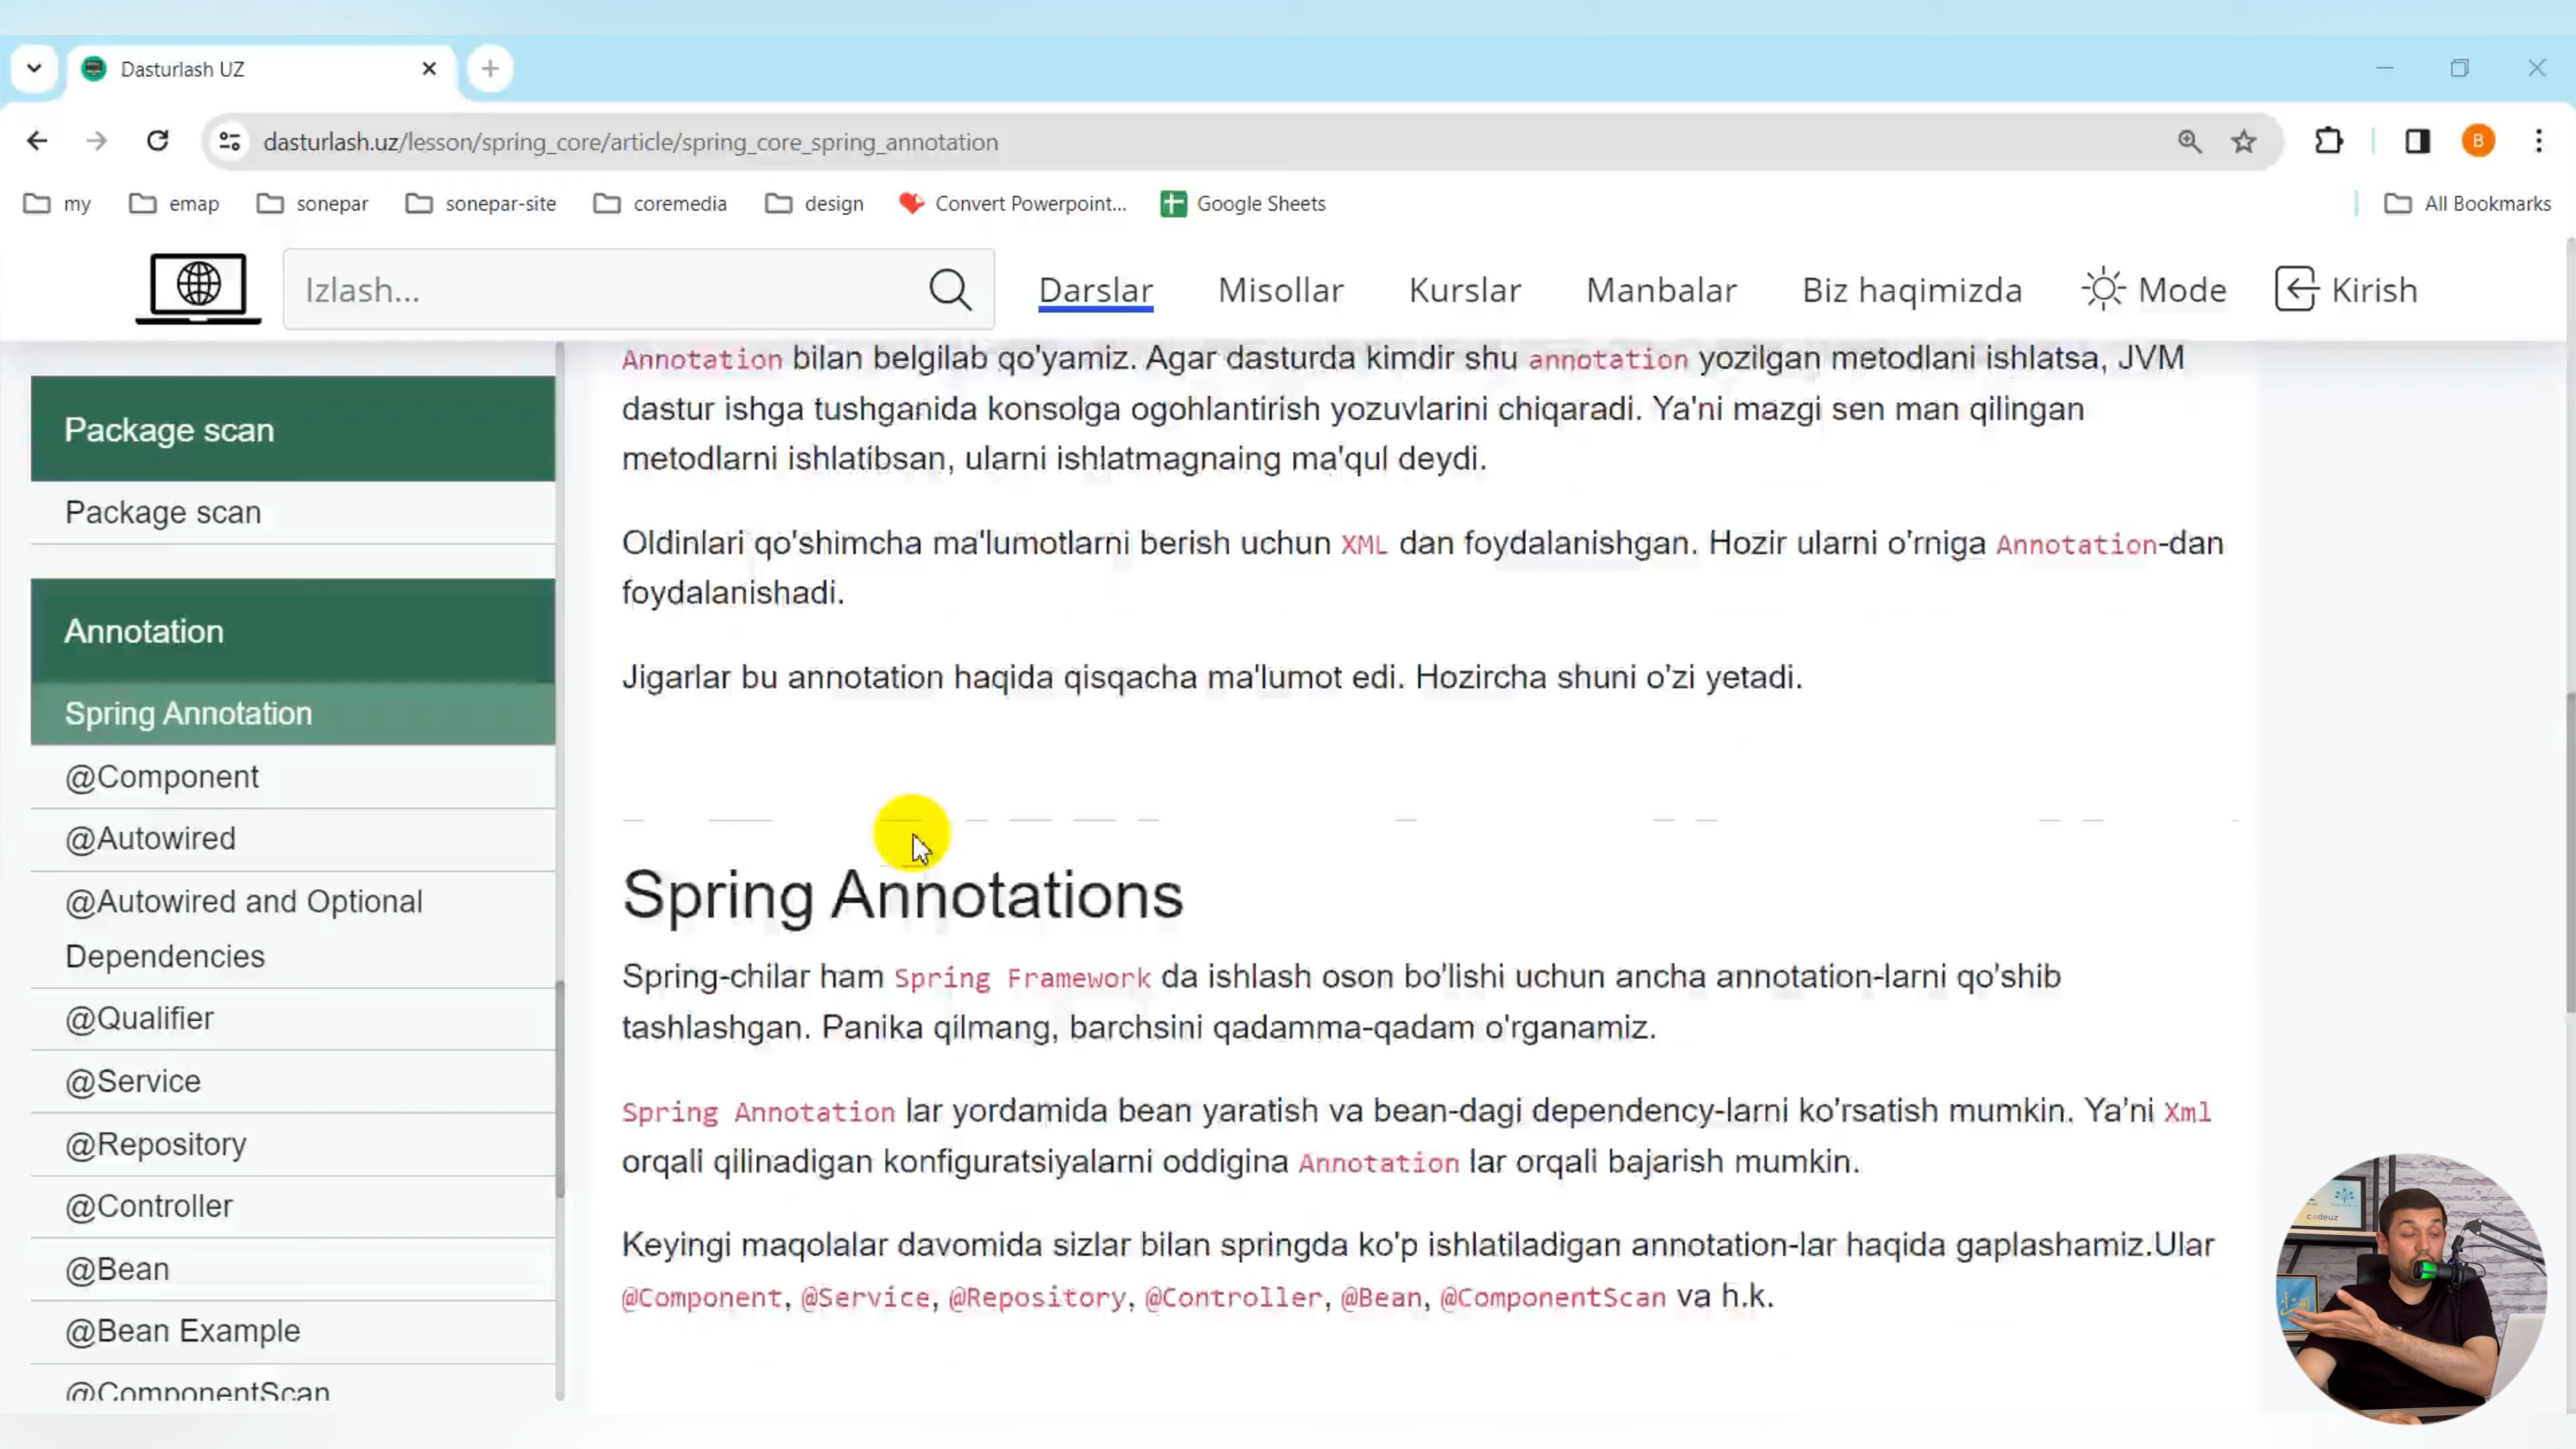 Dasturlash UZ
dasturlash.uz/lesson/spring_core/article/spring_core_spring_annotation
B
my
emap
sonepar
sonepar-site
coremedia
design
Convert Powerpoint...
Google Sheets
All Bookmarks
Izlash...
Darslar
Misollar
Kurslar
Manbalar
Biz haqimizda
Mode
Kirish
Package scan
Package scan
Annotation
Spring Annotation
@Component
@Autowired
@Autowired and Optional
Dependencies
@Qualifier
@Service
@Repository
@Controller
@Bean
@Bean Example
@ComponentScan
Annotation bilan belgilab qo'yamiz. Agar dasturda kimdir shu annotation yozilgan metodlani ishlatsa, JVM
dastur ishga tushganida konsolga ogohlantirish yozuvlarini chiqaradi. Ya'ni mazgi sen man qilingan
metodlarni ishlatibsan, ularni ishlatmagnaing ma'qul deydi.
Oldinlari qo'shimcha ma'lumotlarni berish uchun XML dan foydalanishgan. Hozir ularni o'rniga Annotation-dan
foydalanishadi.
Jigarlar bu annotation haqida qisqacha ma'lumot edi. Hozircha shuni o'zi yetadi.
Spring Annotations
Spring-chilar ham Spring Framework da ishlash oson bo'lishi uchun ancha annotation-larni qo'shib
tashlashgan. Panika qilmang, barchsini qadamma-qadam o'rganamiz.
Spring Annotation lar yordamida bean yaratish va bean-dagi dependency-larni ko'rsatish mumkin. Ya'ni Xml
orqali qilinadigan konfiguratsiyalarni oddigina Annotation lar orqali bajarish mumkin.
Keyingi maqolalar davomida sizlar bilan springda ko'p ishlatiladigan annotation-lar haqida gaplashamiz.Ular
@Component, @Service, @Repository, @Controller, @Bean, @ComponentScan va h.k.
codeuz